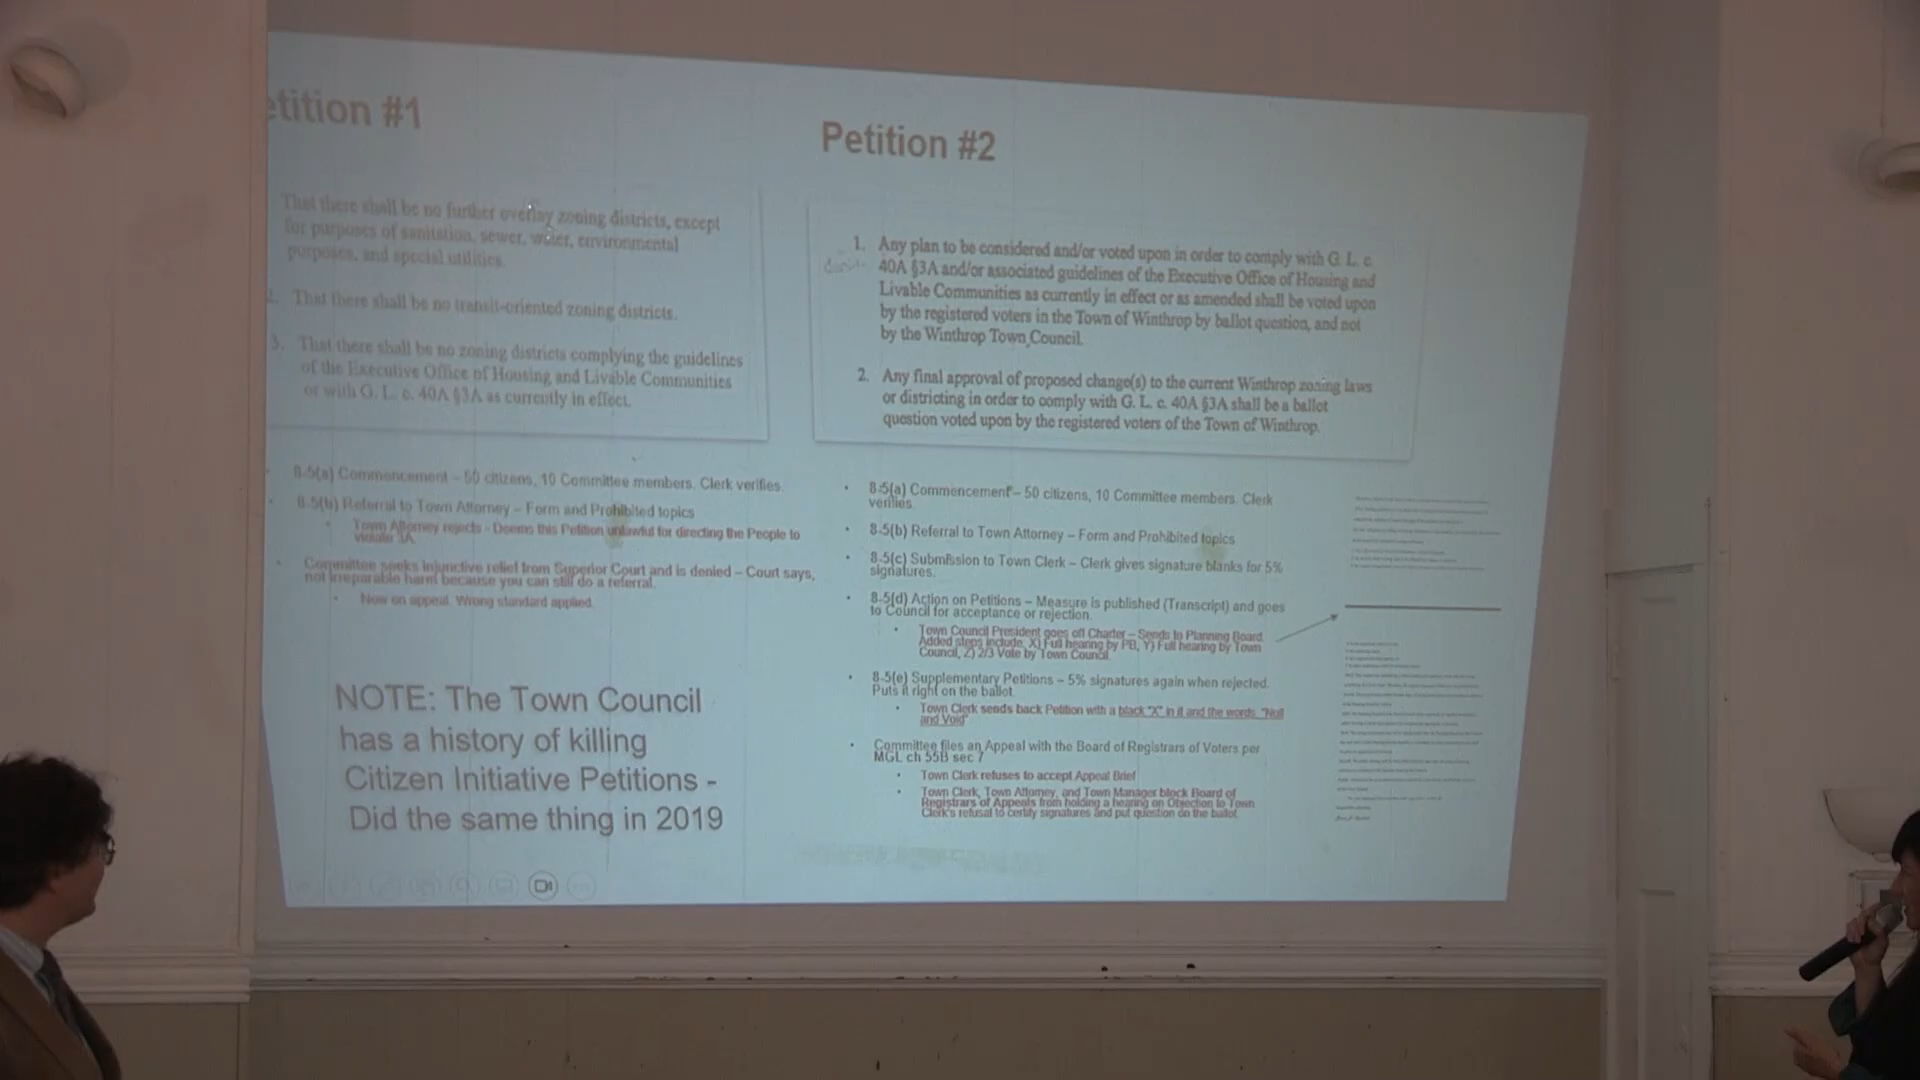 etition #1
That there shall be no further overlay zoning districts, except
for purposes of sanitation, sewer, water, environmental
purposes, and special utilities.
2. That there shall be no transit-oriented zoning districts.
3. That there shall be no zoning districts complying the guidelines
of the Executive Office of Housing and Livable Communities
or with G. L. c. 40A §3A as currently in effect.
8-5(a) Commencement – 50 citizens, 10 Committee members. Clerk verifies.
8-5(b) Referral to Town Attorney – Form and Prohibited topics
Town Attorney rejects - Deems this Petition unlawful for directing the People to
violate 3A
Committee seeks injunctive relief from Superior Court and is denied – Court says,
not irreparable harm because you can still do a referral.
Now on appeal. Wrong standard applied.
NOTE: The Town Council
has a history of killing
Citizen Initiative Petitions -
Did the same thing in 2019
Petition #2
1. Any plan to be considered and/or voted upon in order to comply with G. L. c.
40A §3A and/or associated guidelines of the Executive Office of Housing and
Livable Communities as currently in effect or as amended shall be voted upon
by the registered voters in the Town of Winthrop by ballot question, and not
by the Winthrop Town Council.
2. Any final approval of proposed change(s) to the current Winthrop zoning laws
or districting in order to comply with G. L. c. 40A §3A shall be a ballot
question voted upon by the registered voters of the Town of Winthrop.
8-5(a) Commencement – 50 citizens, 10 Committee members. Clerk
verifies.
8-5(b) Referral to Town Attorney – Form and Prohibited topics
8-5(c) Submission to Town Clerk – Clerk gives signature blanks for 5%
signatures.
8-5(d) Action on Petitions – Measure is published (Transcript) and goes
to Council for acceptance or rejection.
Town Council President goes off Charter – Sends to Planning Board.
Added steps include: X) Full hearing by PB, Y) Full hearing by Town
Council, Z) 2/3 Vote by Town Council
8-5(e) Supplementary Petitions – 5% signatures again when rejected.
Puts it right on the ballot.
Town Clerk sends back Petition with a black "X" in it and the words, "Null
and Void"
Committee files an Appeal with the Board of Registrars of Voters per
MGL ch 55B sec 7
Town Clerk refuses to accept Appeal Brief
Town Clerk, Town Attorney, and Town Manager block Board of
Registrars of Appeals from holding a hearing on Objection to Town
Clerk's refusal to certify signatures and put question on the ballot.